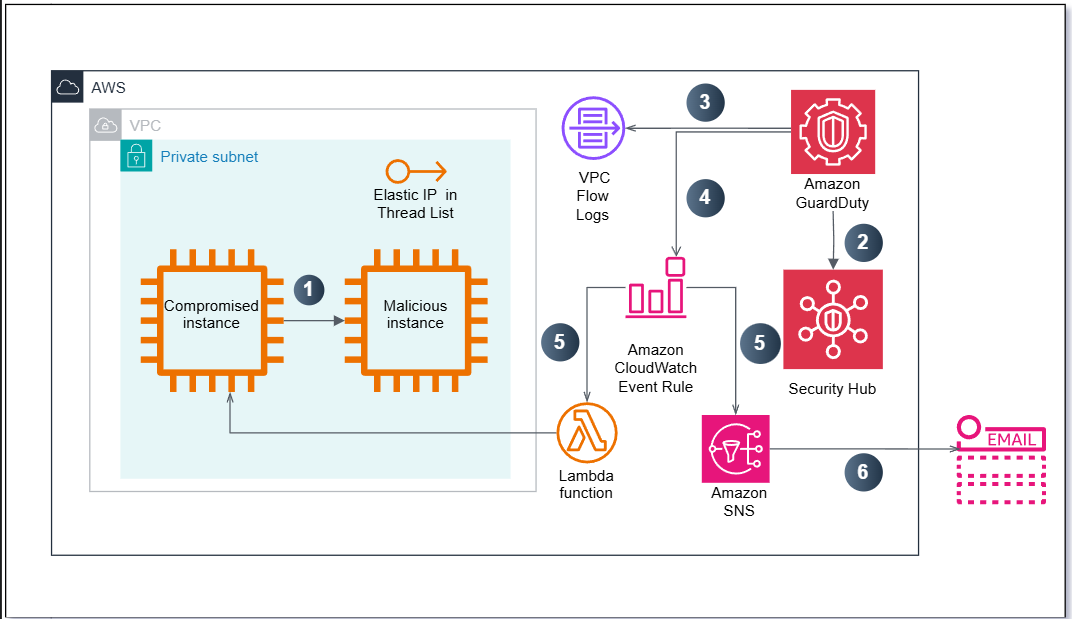 AWS
VPC
Private subnet
Elastic IP in
Thread List
Compromised
instance
1
Malicious
instance
VPC
Flow
Logs
3
Amazon
GuardDuty
4
2
5
Amazon
CloudWatch
Event Rule
5
Security Hub
Lambda
function
Amazon
SNS
6
EMAIL